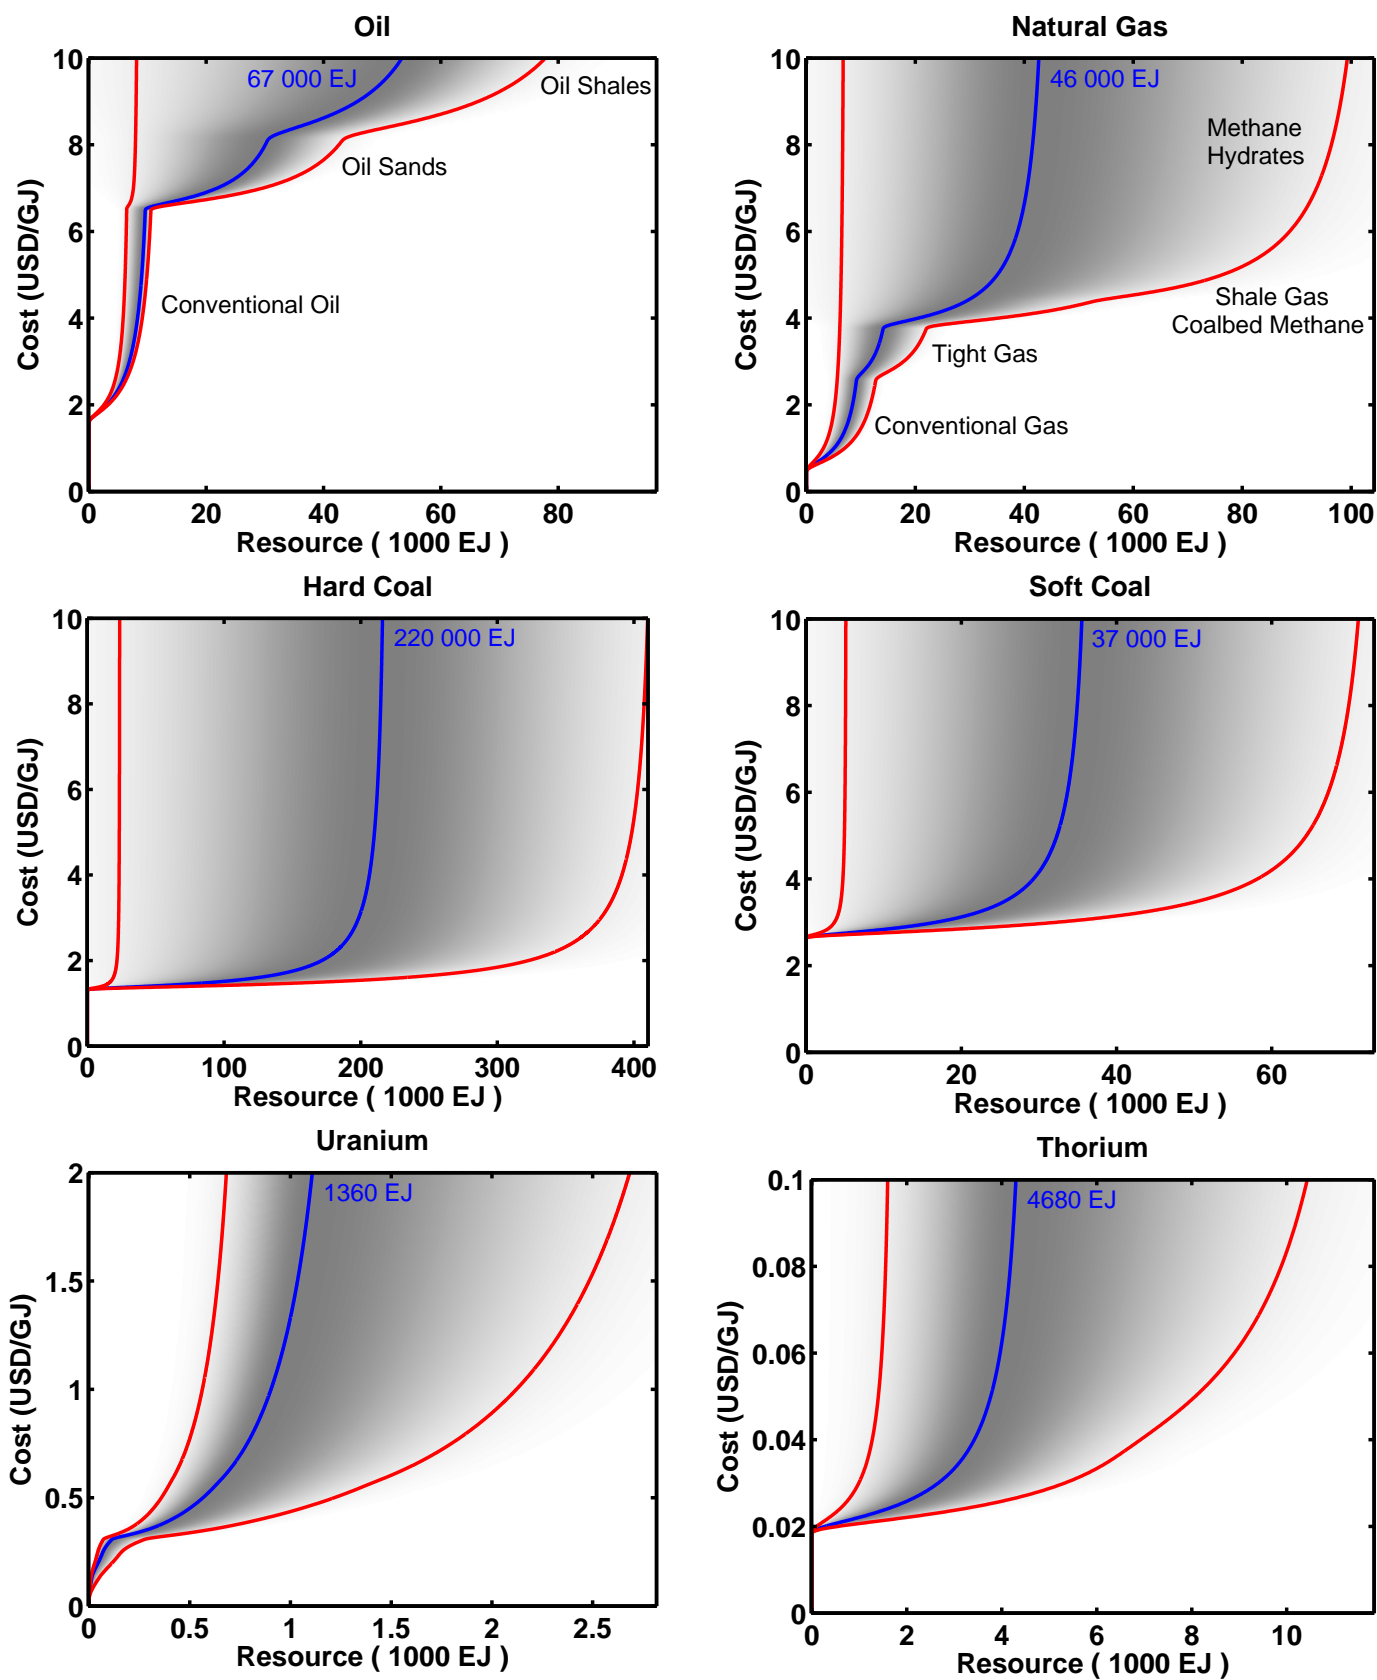 Oil
10
8
6
4
2
0
Cost (USD/GJ)
67 000 EJ
Oil Shales
Oil Sands
Conventional Oil
0 20 40 60 80
Resource ( 1000 EJ )
Natural Gas
10
8
6
4
2
0
Cost (USD/GJ)
46 000 EJ
Methane
Hydrates
Shale Gas
Coalbed Methane
Tight Gas
Conventional Gas
0 20 40 60 80 100
Resource ( 1000 EJ )
Hard Coal
10
8
6
4
2
0
Cost (USD/GJ)
220 000 EJ
0 100 200 300 400
Resource ( 1000 EJ )
Soft Coal
10
8
6
4
2
0
Cost (USD/GJ)
37 000 EJ
0 20 40 60
Resource ( 1000 EJ )
Uranium
2
1.5
1
0.5
0
Cost (USD/GJ)
1360 EJ
0 0.5 1 1.5 2 2.5
Resource ( 1000 EJ )
Thorium
0.1
0.08
0.06
0.04
0.02
0
Cost (USD/GJ)
4680 EJ
0 2 4 6 8 10
Resource ( 1000 EJ )